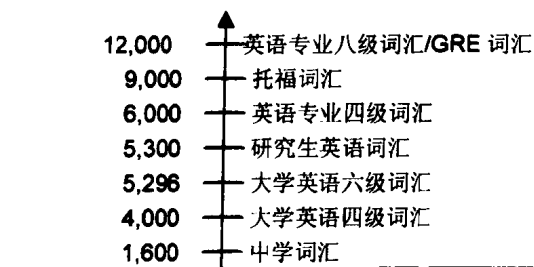 12,000 英语专业八级词汇/GRE 词汇
9,000 托福词汇
6,000 英语专业四级词汇
5,300 研究生英语词汇
5,296 大学英语六级词汇
4,000 大学英语四级词汇
1,600 中学词汇